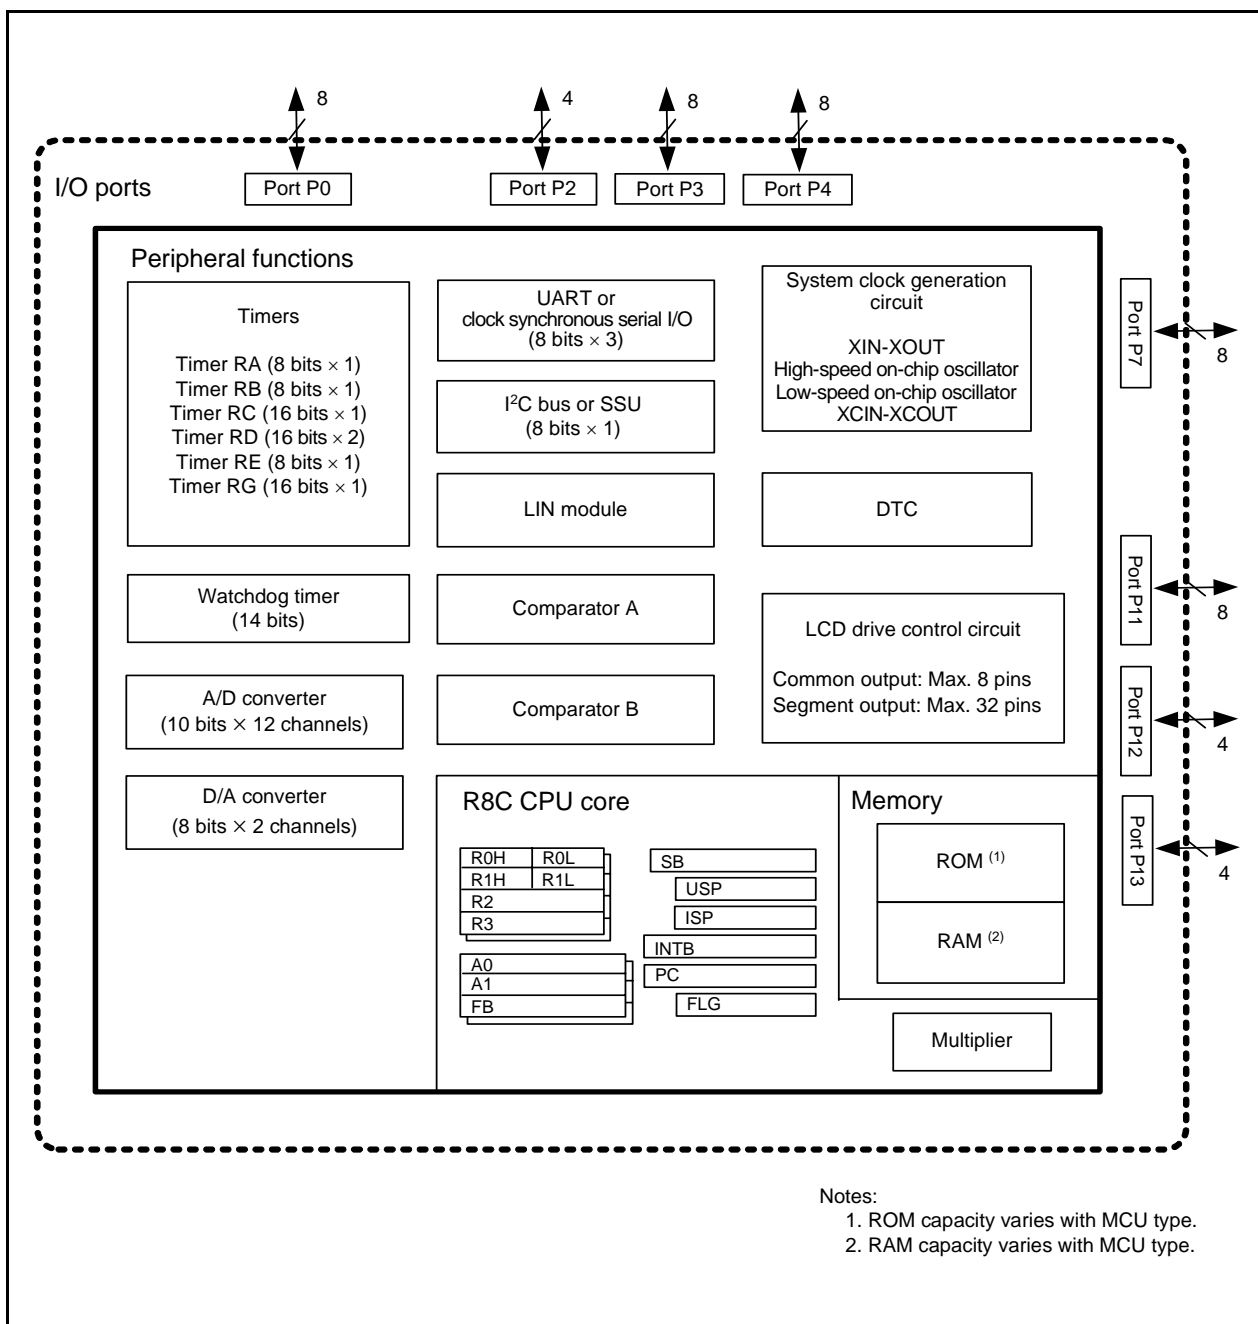 8
4
8
8
I/O ports
Port P0
Port P2
Port P3
Port P4
Peripheral functions
Timers
Timer RA (8 bits × 1)
Timer RB (8 bits × 1)
Timer RC (16 bits × 1)
Timer RD (16 bits × 2)
Timer RE (8 bits × 1)
Timer RG (16 bits × 1)
UART or
clock synchronous serial I/O
(8 bits × 3)
I²C bus or SSU
(8 bits × 1)
LIN module
System clock generation
circuit
XIN-XOUT
High-speed on-chip oscillator
Low-speed on-chip oscillator
XCIN-XCOUT
DTC
Port P7
8
Watchdog timer
(14 bits)
Comparator A
LCD drive control circuit
Common output: Max. 8 pins
Segment output: Max. 32 pins
Port P11
8
A/D converter
(10 bits × 12 channels)
Comparator B
Port P12
4
D/A converter
(8 bits × 2 channels)
R8C CPU core
R0H R0L
R1H R1L
R2
R3
A0
A1
FB
SB
USP
ISP
INTB
PC
FLG
Memory
ROM (1)
RAM (2)
Multiplier
Port P13
4
Notes:
1. ROM capacity varies with MCU type.
2. RAM capacity varies with MCU type.